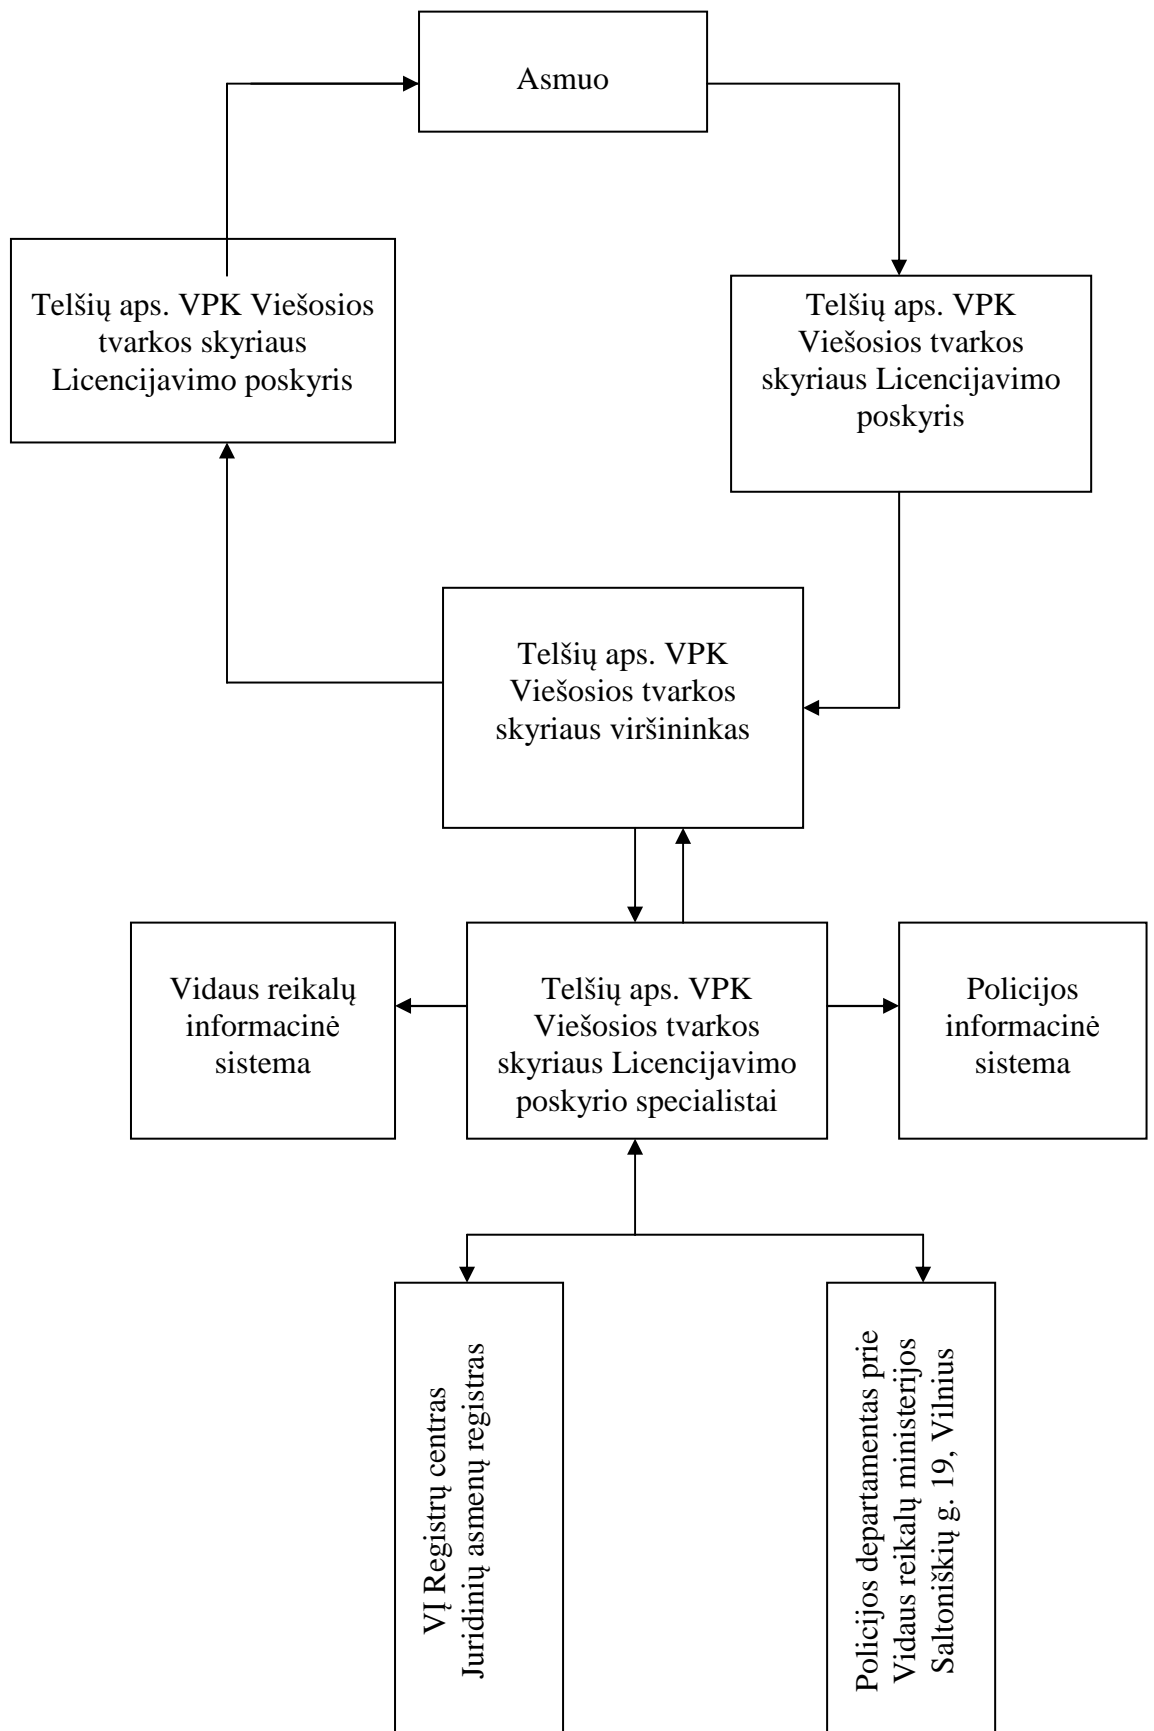 Asmuo
Telšių aps. VPK Viešosios
tvarkos skyriaus
Licencijavimo poskyris
Telšių aps. VPK
Viešosios tvarkos
skyriaus Licencijavimo
poskyris
Telšių aps. VPK
Viešosios tvarkos
skyriaus viršininkas
Vidaus reikalų
informacinė
sistema
Telšių aps. VPK
Viešosios tvarkos
skyriaus Licencijavimo
poskyrio specialistai
Policijos
informacinė
sistema
VĮ Registrų centras
Juridinių asmenų registras
Policijos departamentas prie
Vidaus reikalų ministerijos
Saltoniškių g. 19, Vilnius